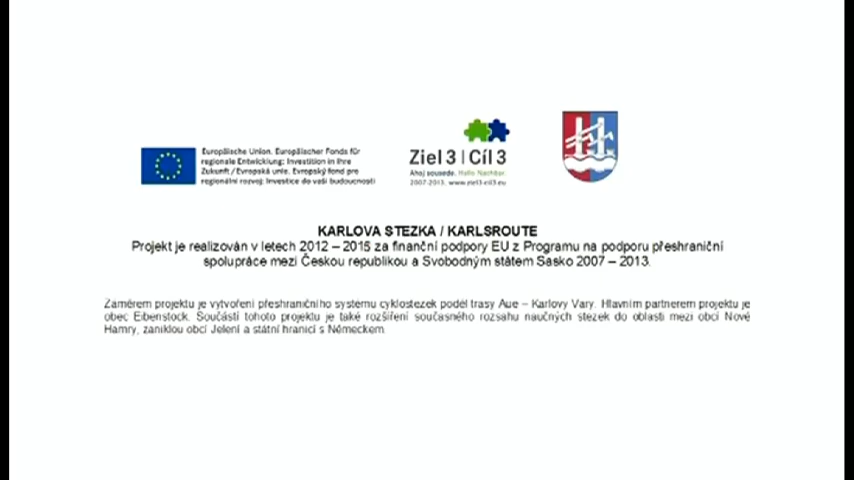 Europäische Union. Europäischer Fonds für
regionale Entwicklung: Investition in Ihre
Zukunft / Evropská unie. Evropský fond pro
regionální rozvoj: Investice do vaší budoucnosti
Ziel 3 | Cíl 3
Ahoj sousede. Hallo Nachbar.
2007-2013. www.ziel3-cil3.eu
KARLOVA STEZKA / KARLSROUTE
Projekt je realizován v letech 2012 – 2015 za finanční podpory EU z Programu na podporu přeshraniční
spolupráce mezi Českou republikou a Svobodným státem Sasko 2007 – 2013.
Záměrem projektu je vytvoření přeshraničního systému cyklostezek podél trasy Aue – Karlovy Vary. Hlavním partnerem projektu je
obec Eibenstock. Součástí tohoto projektu je také rozšíření současného rozsahu naučných stezek do oblasti mezi obcí Nové
Hamry, zaniklou obcí Jelení a státní hranicí s Německem.